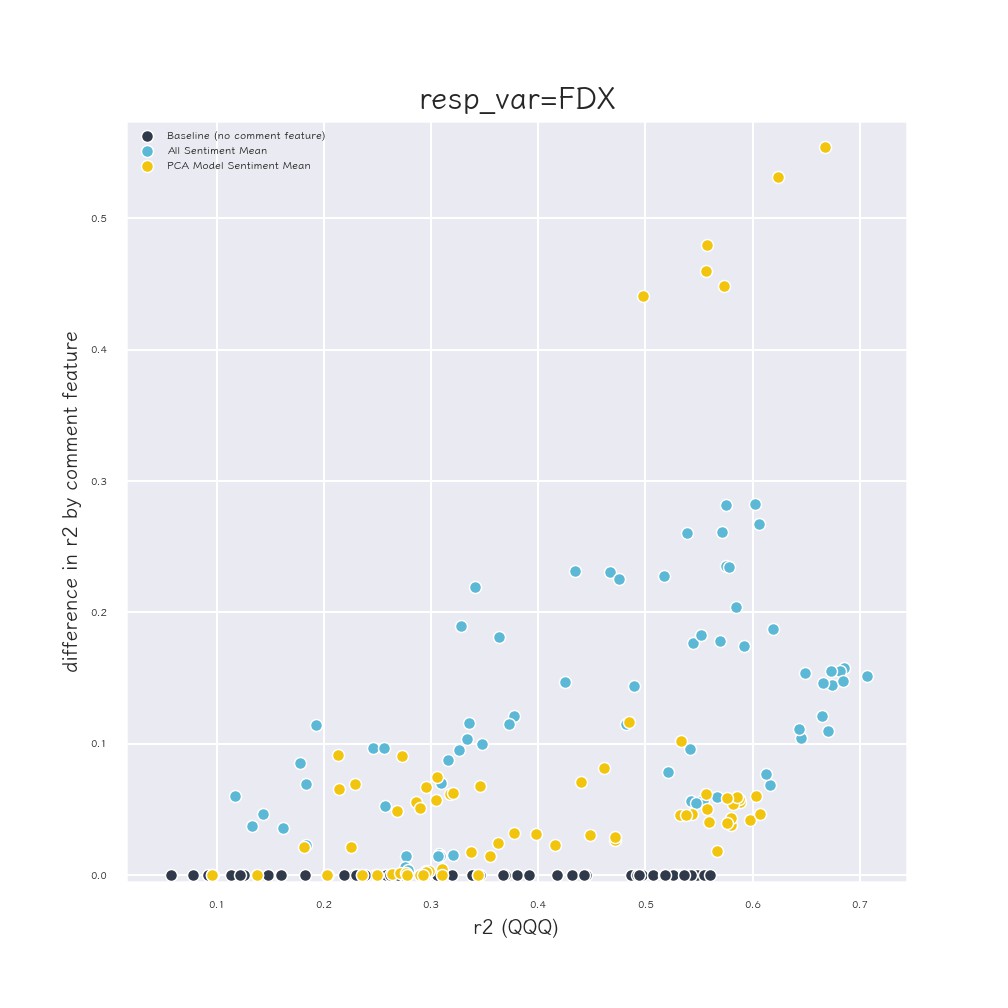 resp_var=FDX
Baseline (no comment feature)
All Sentiment Mean
PCA Model Sentiment Mean
difference in r2 by comment feature
0.5
0.4
0.3
0.2
0.1
0.0
0.1 0.2 0.3 0.4 0.5 0.6 0.7
r2 (QQQ)